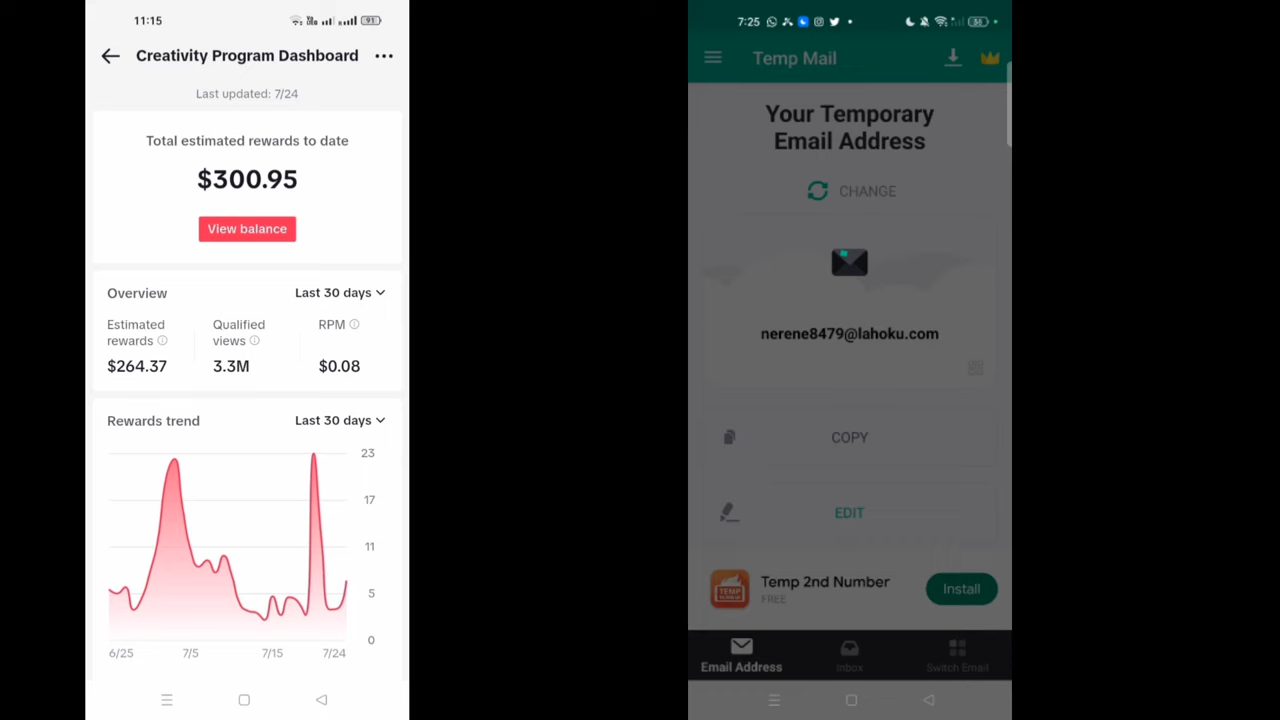 11:15
91
Creativity Program Dashboard
Last updated: 7/24
Total estimated rewards to date
$300.95
View balance
Overview
Last 30 days
Estimated rewards
Qualified views
RPM
$264.37
3.3M
$0.08
Rewards trend
Last 30 days
23
17
11
5
0
6/25
7/5
7/15
7/24
7:25
Temp Mail
Your Temporary
Email Address
CHANGE
nerene8479@lahoku.com
COPY
EDIT
Temp 2nd Number
FREE
Install
Email Address
Inbox
Switch Email